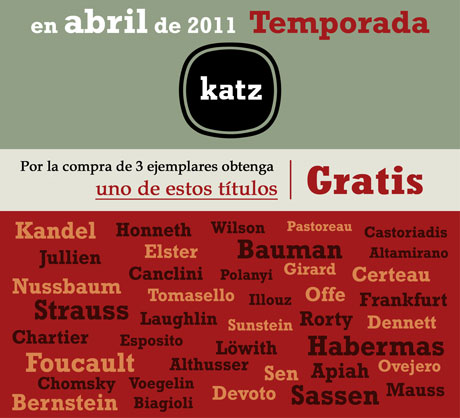 en abril de 2011 Temporada
katz
Por la compra de 3 ejemplares obtenga
uno de estos títulos
Gratis
Kandel Honneth Wilson Pastoreau Castoriadis
Jullien Elster Bauman Altamirano
Canclini Polanyi Girard Certeau
Nussbaum Tomasello Illouz Offe Frankfurt
Strauss Laughlin Sunstein Rorty Dennett
Chartier Esposito Löwith Habermas
Foucault Althusser Sen Apiah Ovejero
Chomsky Voegelin Devoto Sassen Mauss
Bernstein Biagioli